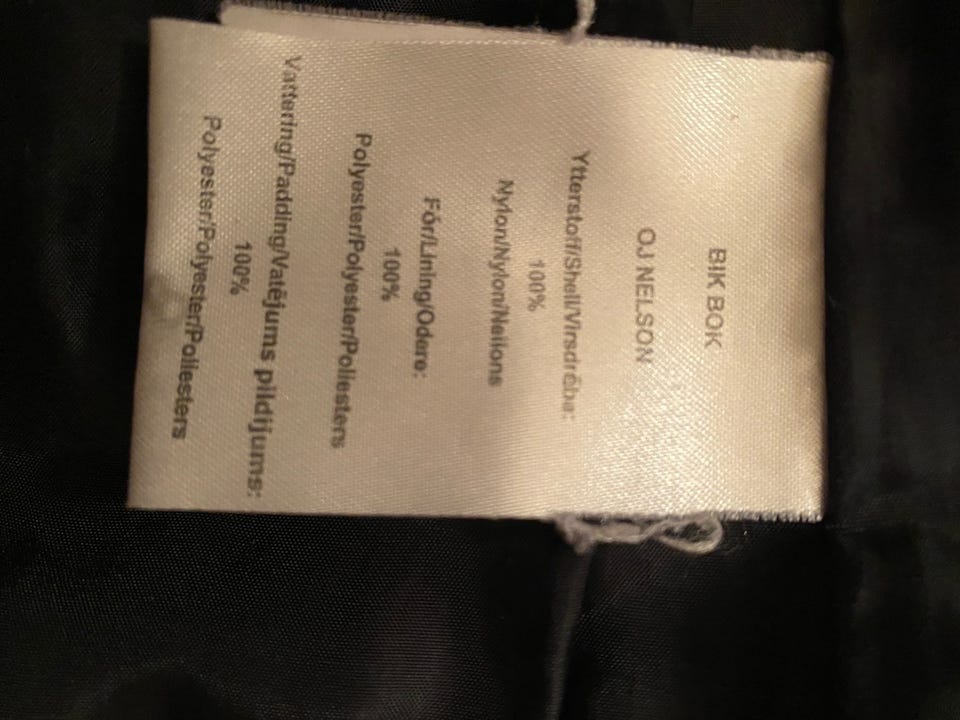 BIK BOK
OJ NELSON
Ytterstoff/Shell/Virsdrēba:
100%
Nylon/Nylon/Neilons
Fór/Lining/Odere:
100%
Polyester/Polyester/Poliesters
Vattering/Padding/Vatējums pildījums:
100%
Polyester/Polyester/Poliesters